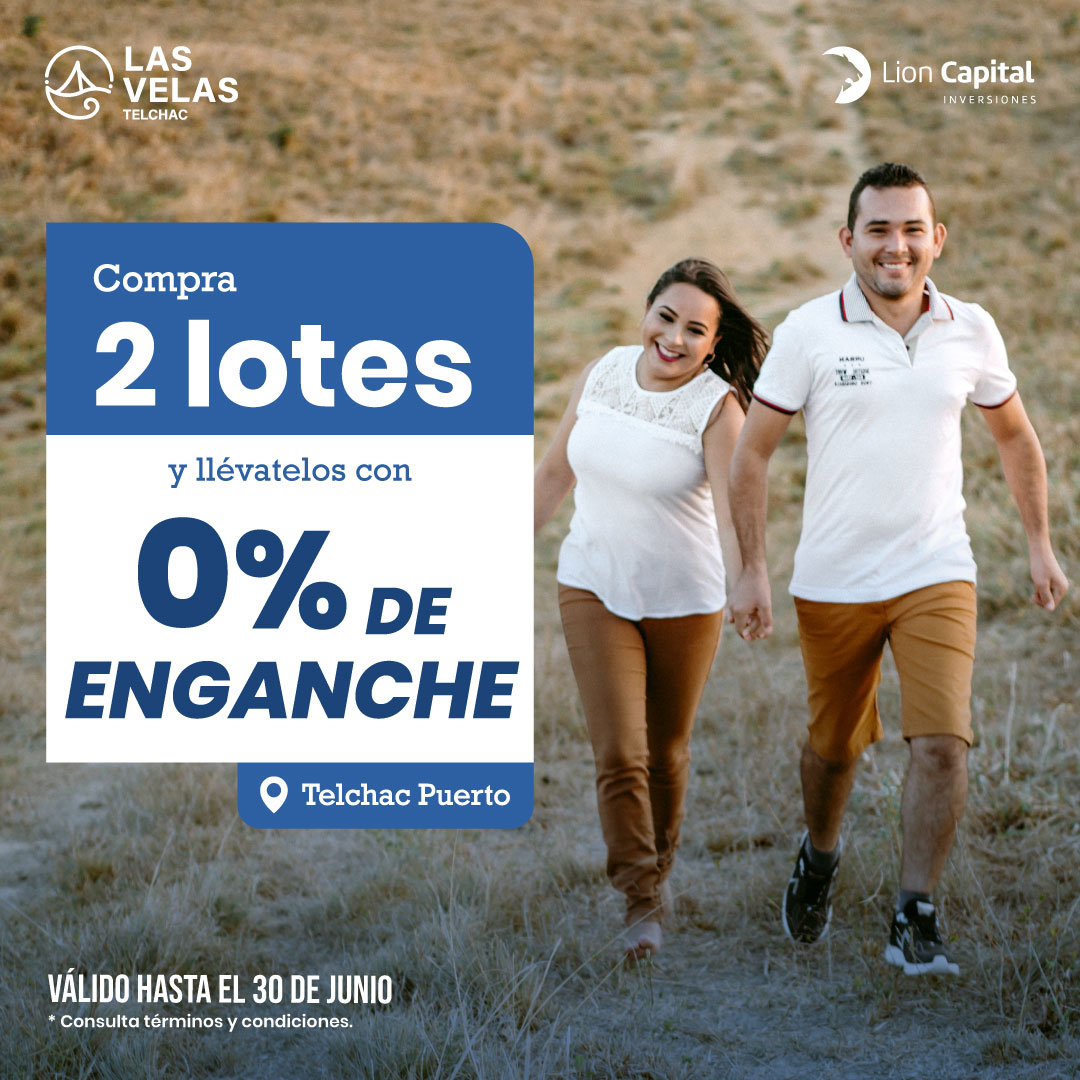 LAS
VELAS
TELCHAC
Lion Capital
INVERSIONES
Compra
2 lotes
y llévatelos con
0% DE
ENGANCHE
Telchac Puerto
HARPU
VÁLIDO HASTA EL 30 DE JUNIO
* Consulta términos y condiciones.